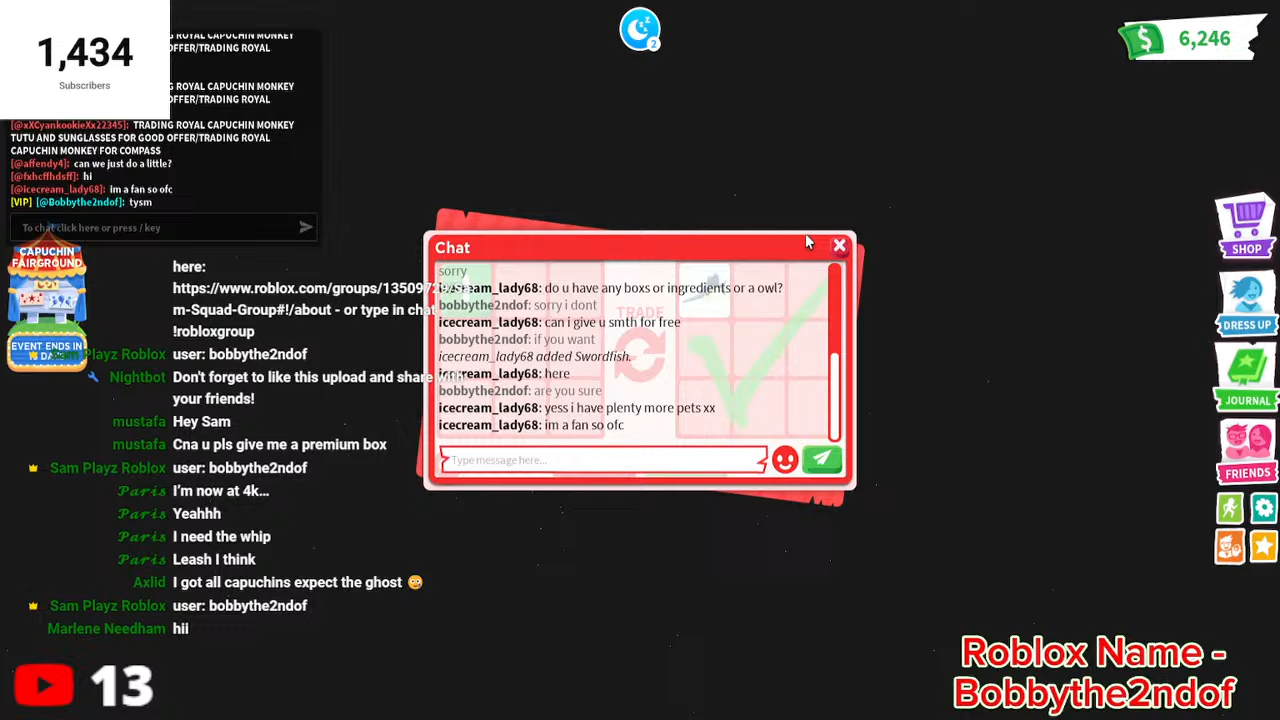 1,434
Subscribers
G ROYAL CAPUCHIN MONKEY
OFFER/TRADING ROYAL
G ROYAL CAPUCHIN MONKEY
OFFER/TRADING ROYAL
[@xXCyankookieXx22345]: TRADING ROYAL CAPUCHIN MONKEY
TUTU AND SUNGLASSES FOR GOOD OFFER/TRADING ROYAL
CAPUCHIN MONKEY FOR COMPASS
[@affendy4]: can we just do a little?
[@fxhcffhdsff]: hi
[@icecream_lady68]: im a fan so ofc
[VIP] [@Bobbythe2ndof]: tysm
To chat click here or press / key
2
6,246
CAPUCHIN
FAIRGROUND
EVENT ENDS IN
here:
m-Squad-Group#!/about - or type in chat
!robloxgroup
Sam Playz Roblox user: bobbythe2ndof
Nightbot Don't forget to like this upload and share with
your friends!
mustafa Hey Sam
mustafa Cna u pls give me a premium box
Sam Playz Roblox user: bobbythe2ndof
Paris I'm now at 4k...
Paris Yeahhh
Paris I need the whip
Paris Leash I think
Axlid I got all capuchins expect the ghost 😳
Sam Playz Roblox user: bobbythe2ndof
Marlene Needham hii
Chat
sorry
icecream_lady68: do u have any boxs or ingredients or a owl?
bobbythe2ndof: sorry i dont
icecream_lady68: can i give u smth for free
bobbythe2ndof: if you want
icecream_lady68 added Swordfish.
icecream_lady68: here
bobbythe2ndof: are you sure
icecream_lady68: yess i have plenty more pets xx
icecream_lady68: im a fan so ofc
TRADE
Type message here...
SHOP
DRESS UP
JOURNAL
FRIENDS
13
Roblox Name -
Bobbythe2ndof